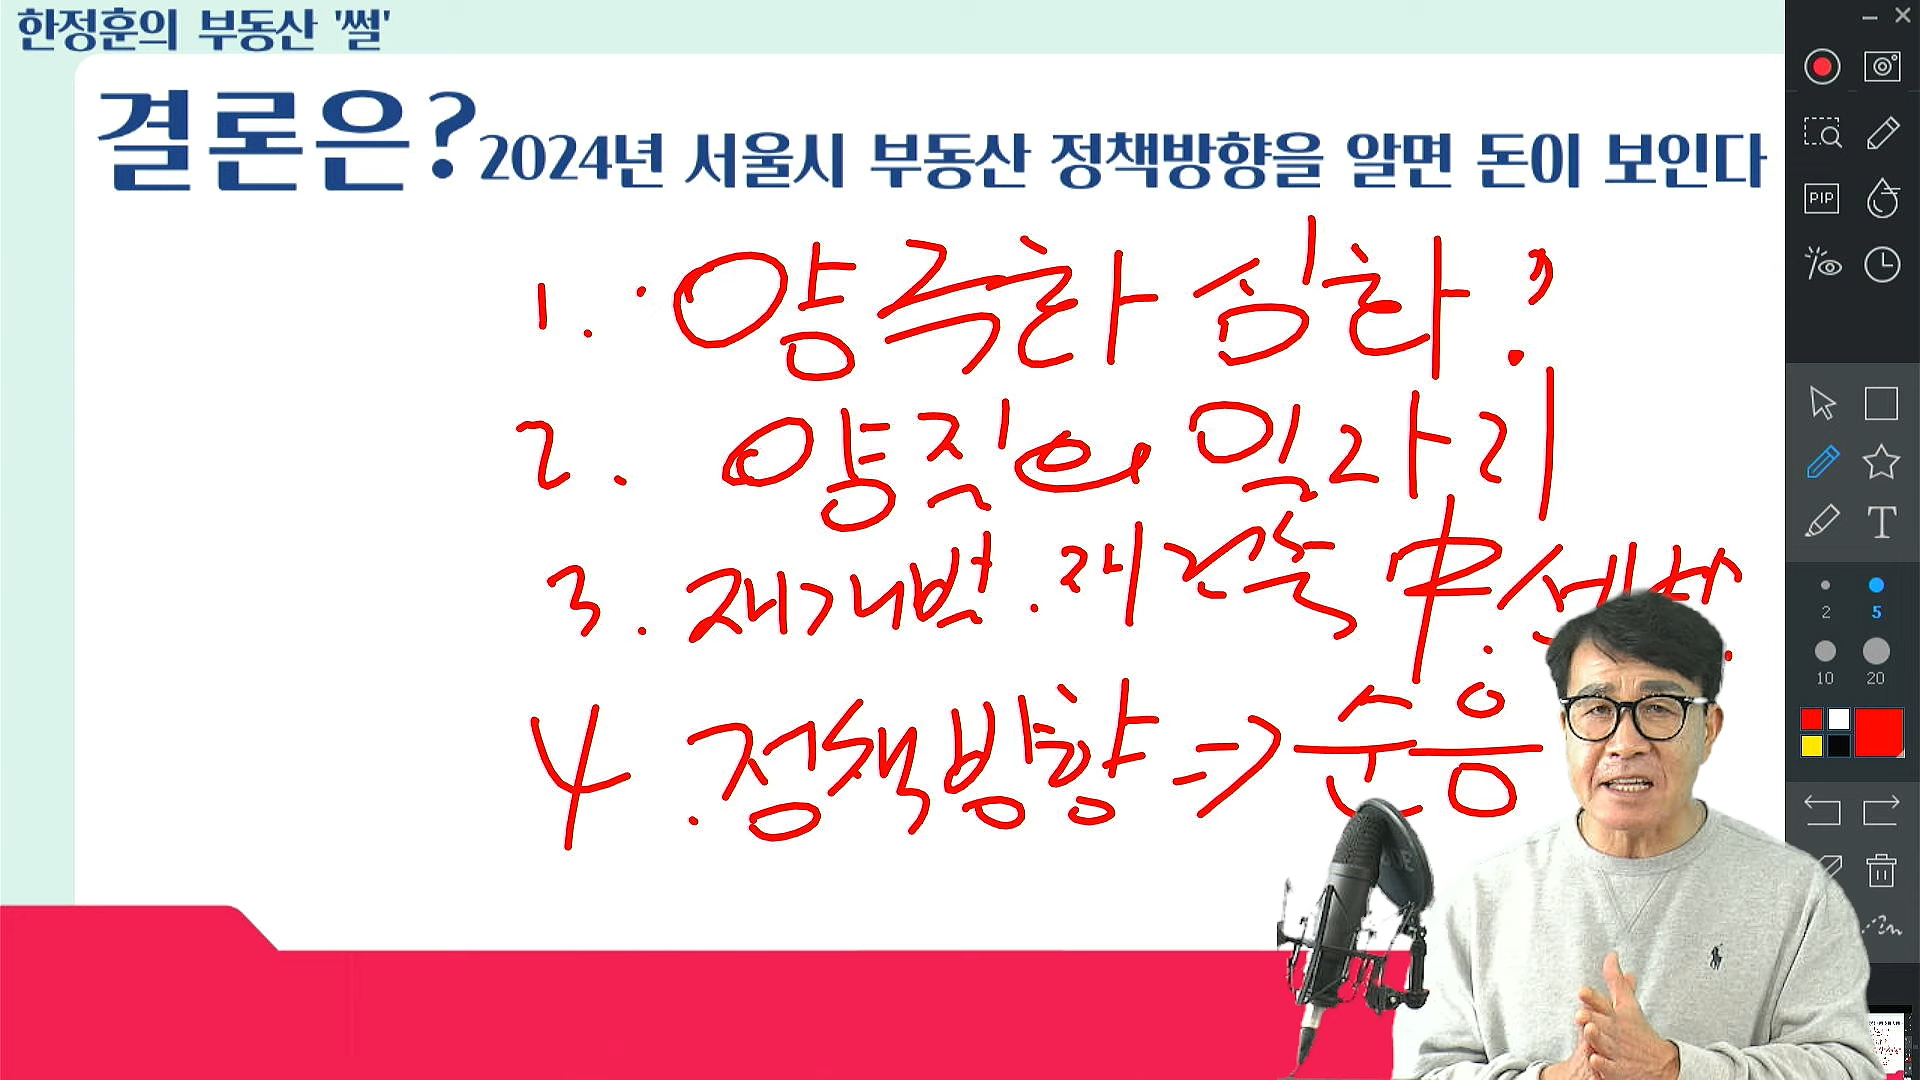 한정훈의 부동산 '썰'
결론은? 2024년 서울시 부동산 정책방향을 알면 돈이 보인다
1. 양극화 심화
2. 양질의 일자리
3. 재개발. 재건축
4. 정책방향 => 순응
PIP
T
2 5
10 20